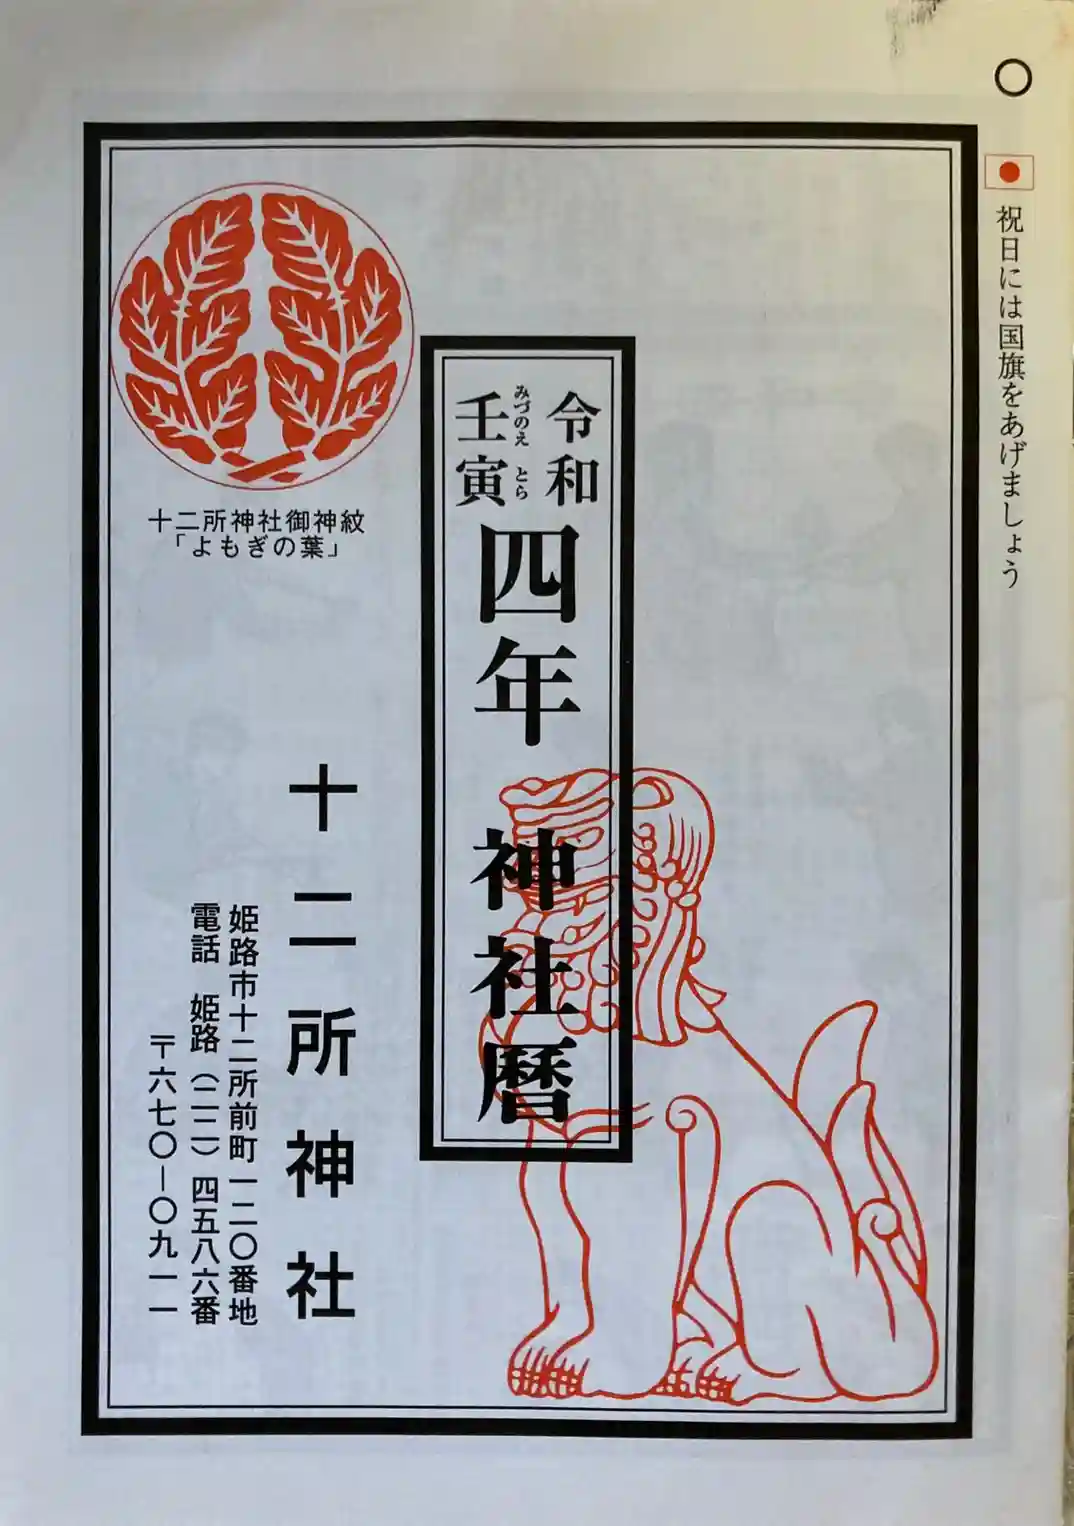 祝日には国旗をあげましょう
令和
壬寅
みづのえ とら
四年 神社暦
十二所神社御神紋
「よもぎの葉」
十二所神社
姫路市十二所前町一二〇番地
電話 姫路(二二二)四五八六番
〒六七〇－〇九一一